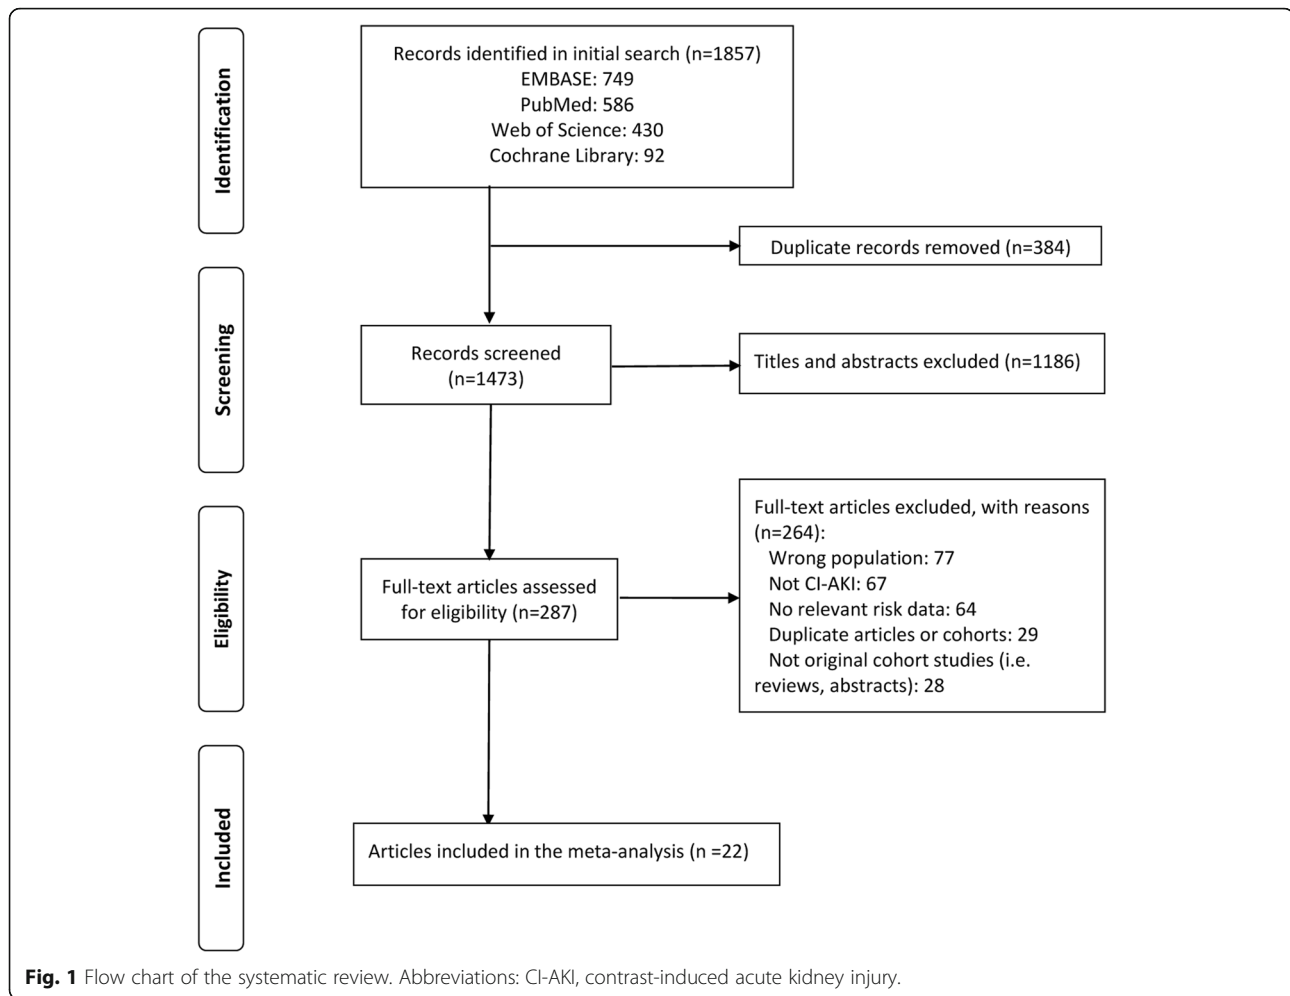 Identification
Records identified in initial search (n=1857)
EMBASE: 749
PubMed: 586
Web of Science: 430
Cochrane Library: 92
Duplicate records removed (n=384)
Screening
Records screened
(n=1473)
Titles and abstracts excluded (n=1186)
Eligibility
Full-text articles assessed
for eligibility (n=287)
Full-text articles excluded, with reasons
(n=264):
Wrong population: 77
Not CI-AKI: 67
No relevant risk data: 64
Duplicate articles or cohorts: 29
Not original cohort studies (i.e.
reviews, abstracts): 28
Included
Articles included in the meta-analysis (n =22)
Fig. 1 Flow chart of the systematic review. Abbreviations: CI-AKI, contrast-induced acute kidney injury.